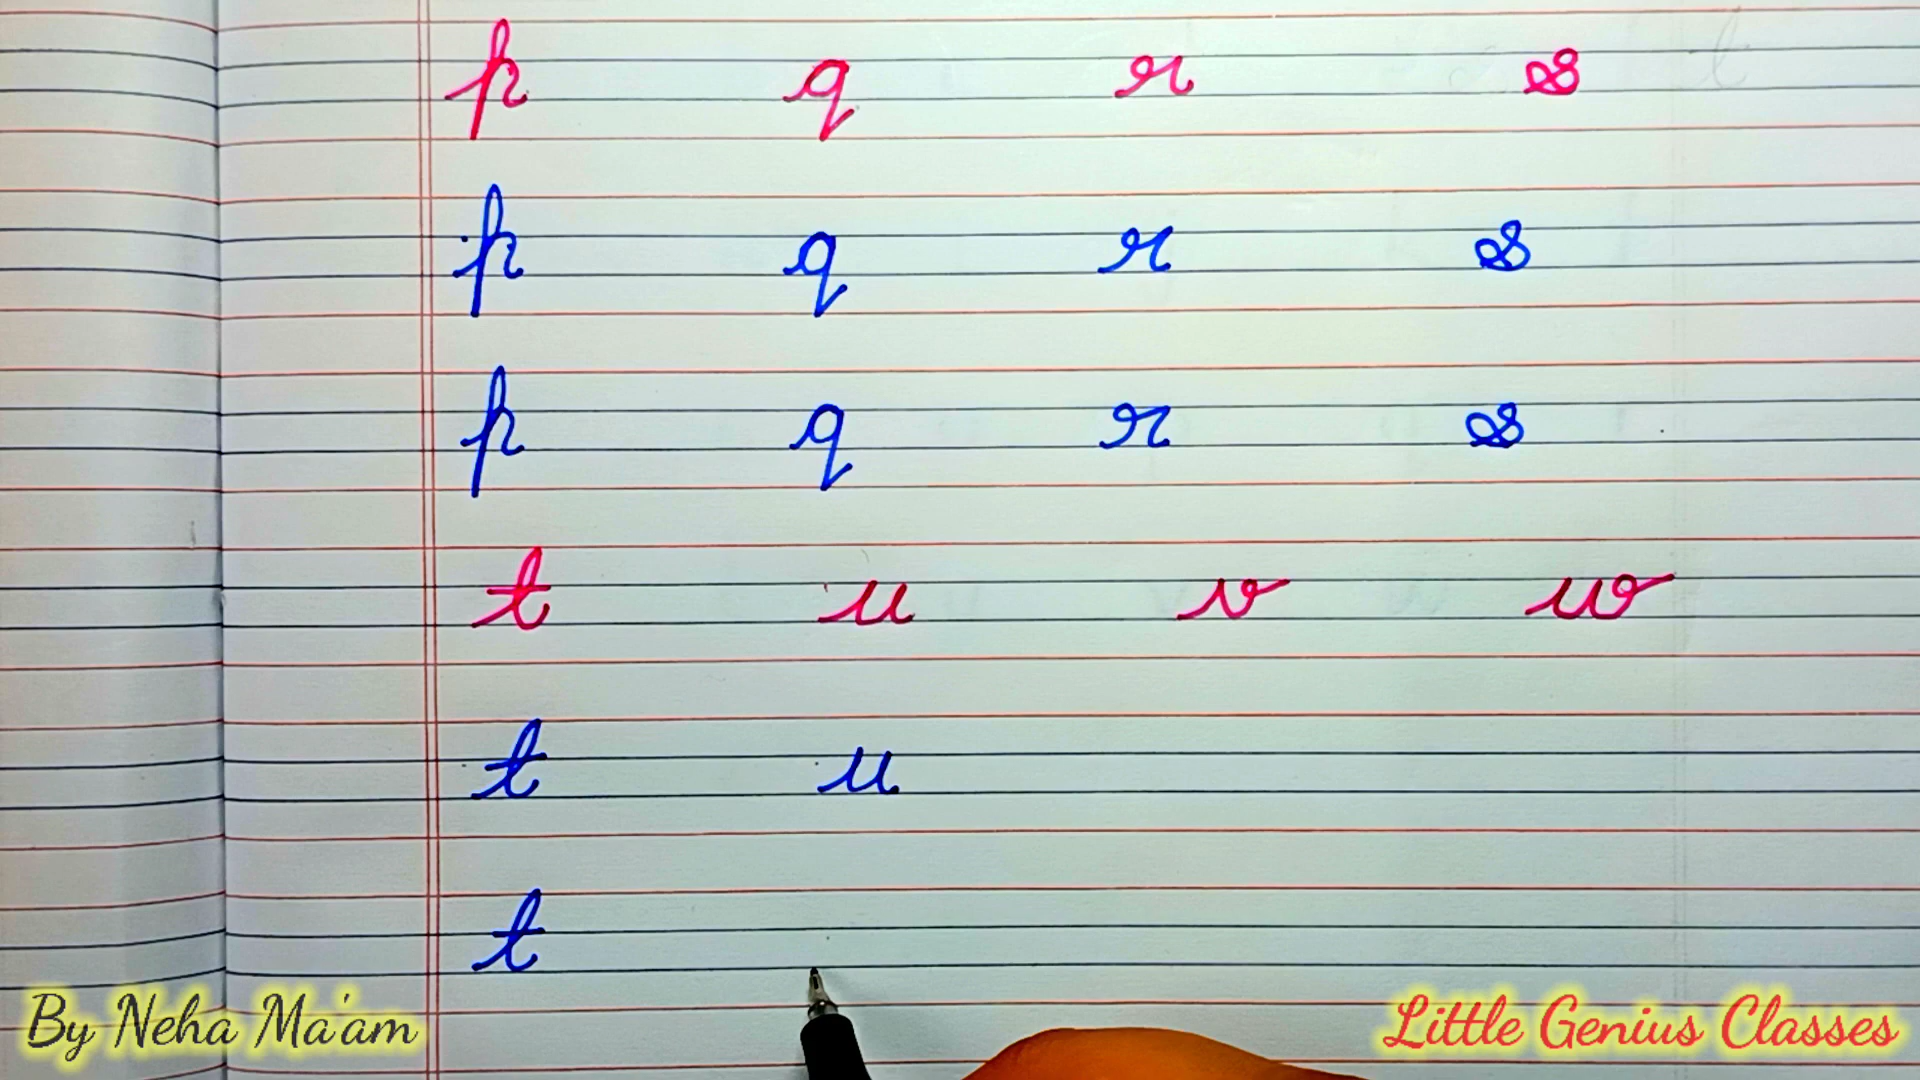 p q r s
p q r s
p q r s
t u v w
t u
t
By Neha Ma'am
Little Genius Classes